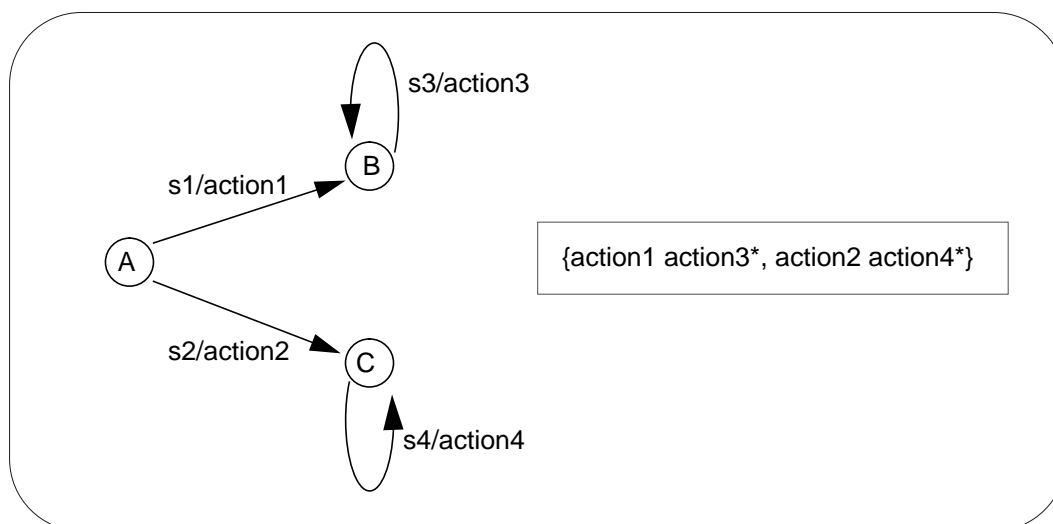 s3/action3
B
s1/action1
A
{action1 action3*, action2 action4*}
s2/action2
C
s4/action4